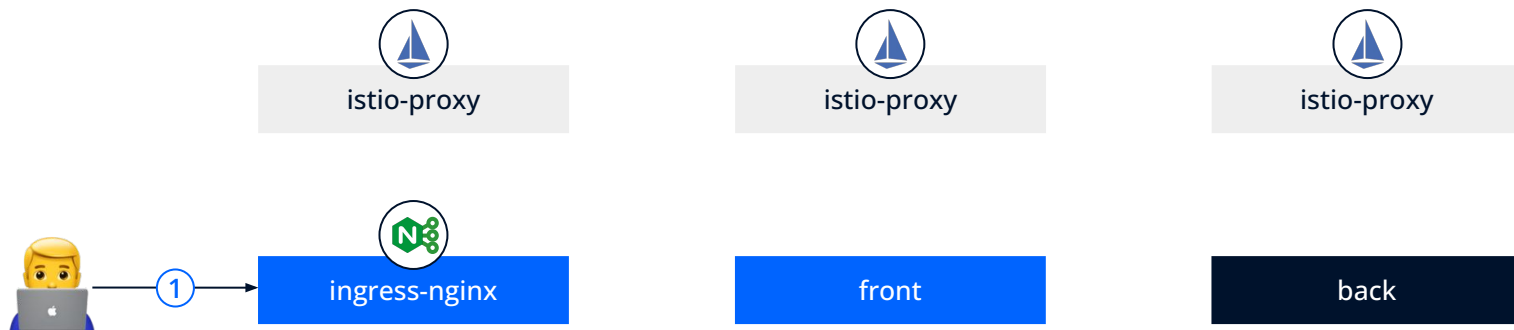 istio-proxy
istio-proxy
istio-proxy
N
1
ingress-nginx
front
back